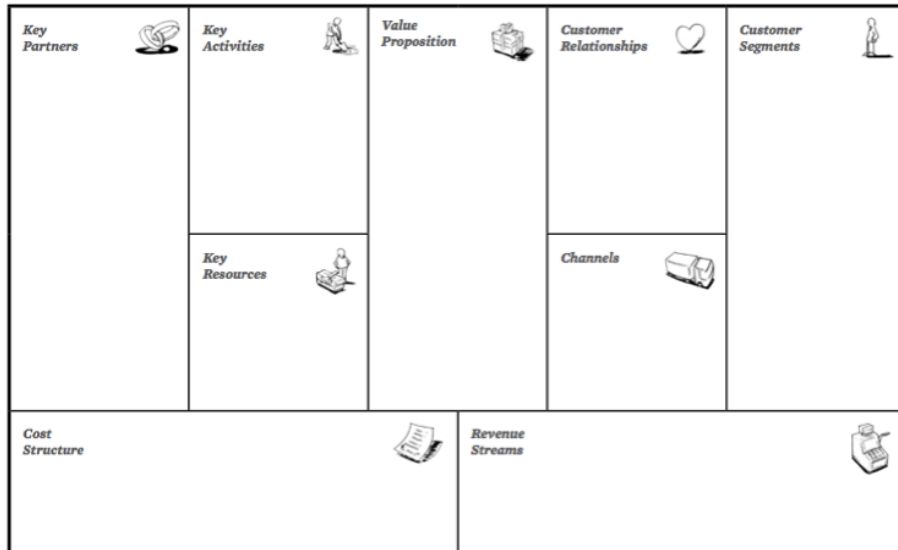 Key
Partners
Key
Activities
Value
Proposition
Customer
Relationships
Customer
Segments
Key
Resources
Channels
Cost
Structure
Revenue
Streams